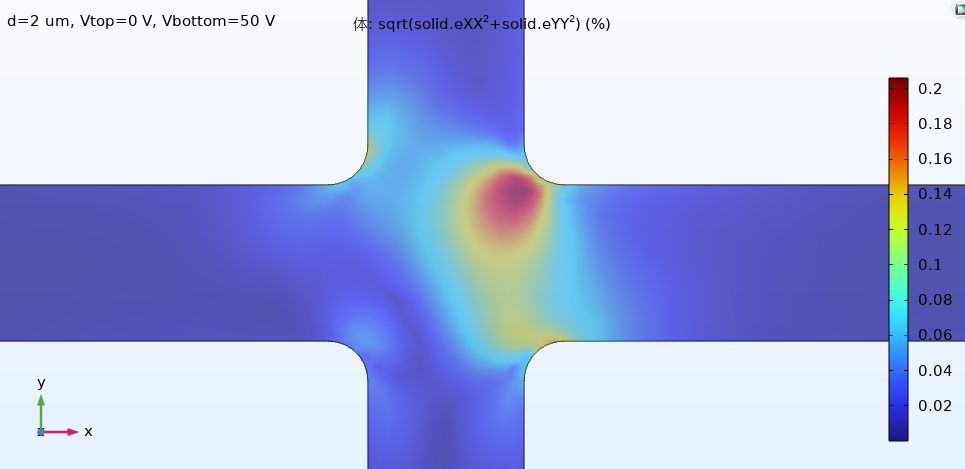 d=2 um, Vtop=0 V, Vbottom=50 V
体: sqrt(solid.eXX²+solid.eYY²) (%)
0.2
0.18
0.16
0.14
0.12
0.1
0.08
0.06
0.04
0.02
y
x